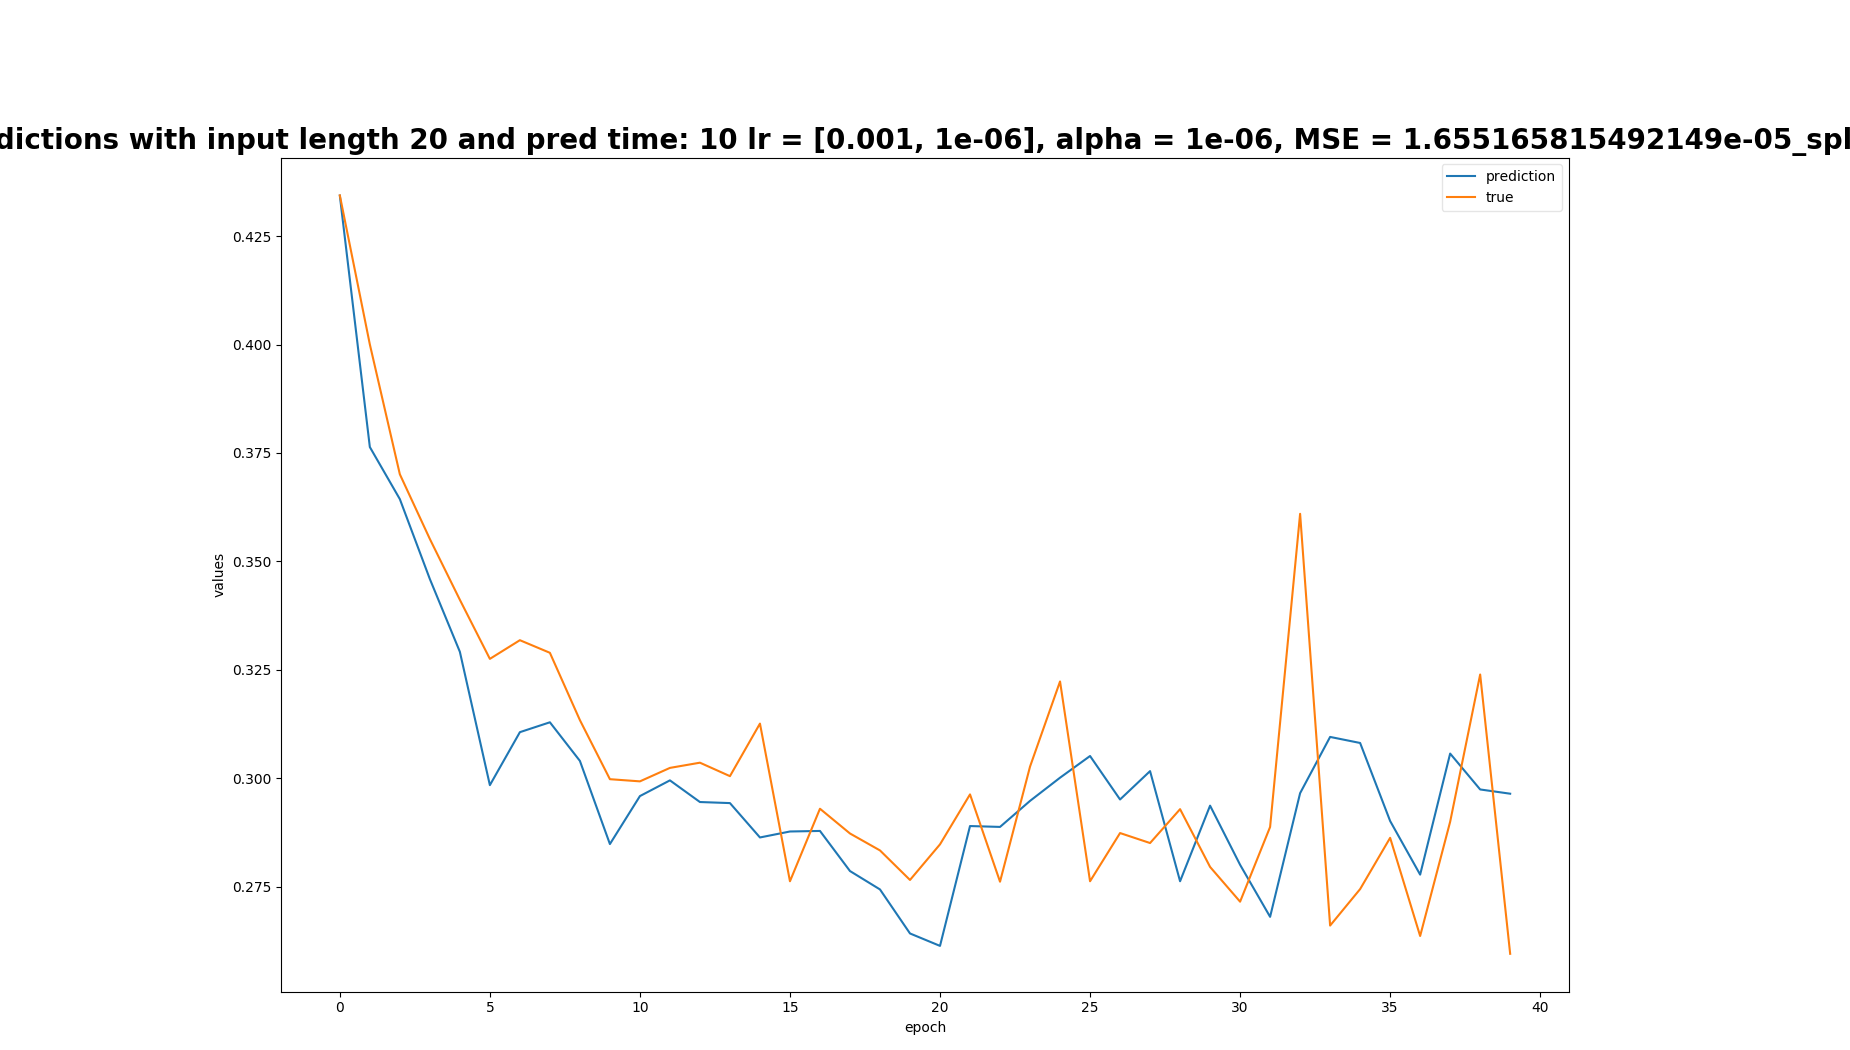 dictions with input length 20 and pred time: 10 lr = [0.001, 1e-06], alpha = 1e-06, MSE = 1.655165815492149e-05_spl
prediction
true
0.425
0.400
0.375
0.350
0.325
0.300
0.275
values
0 5 10 15 20 25 30 35 40
epoch